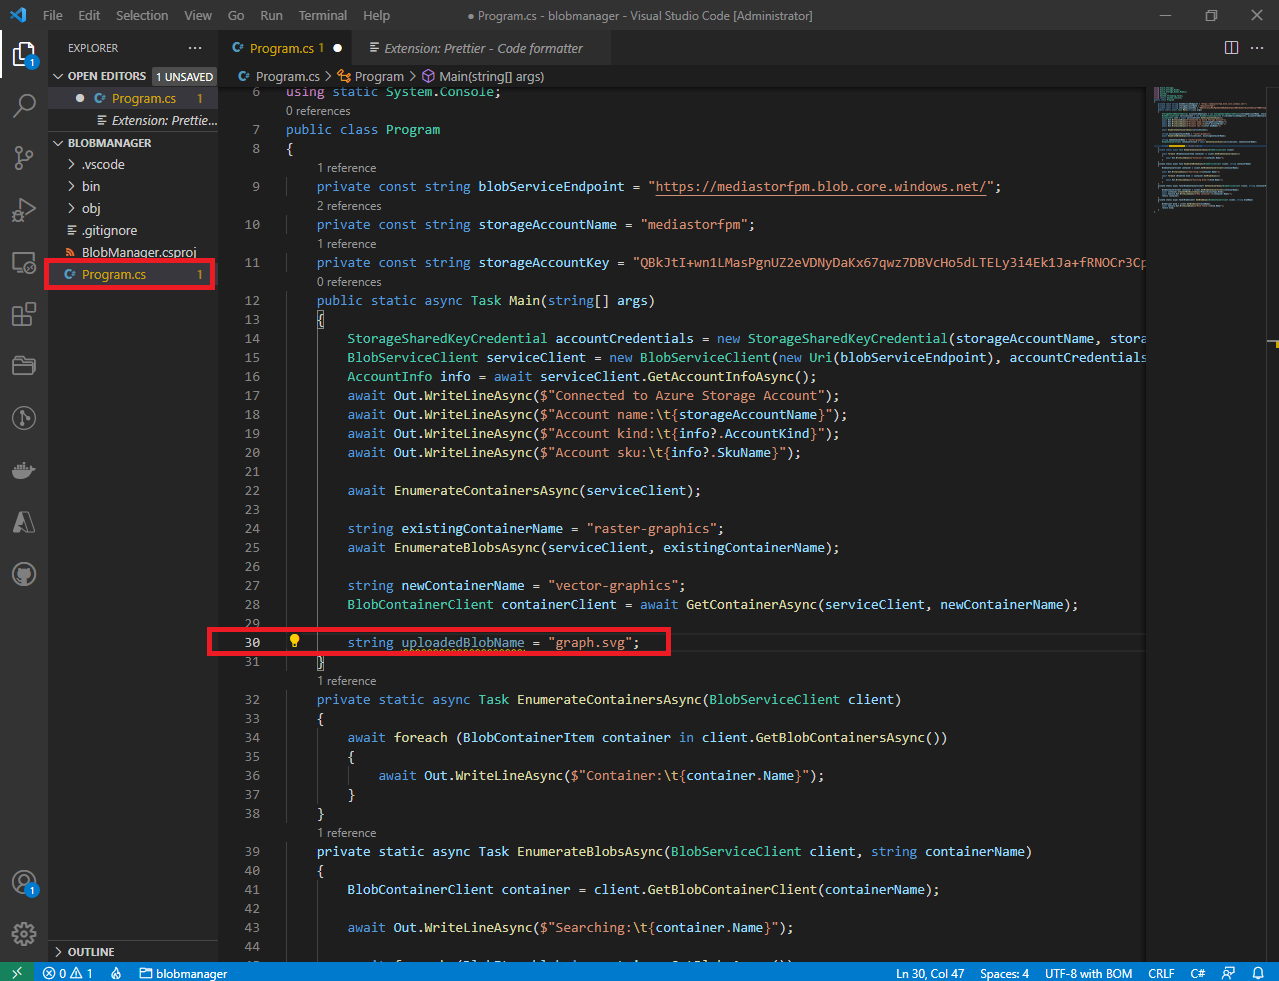 File Edit Selection View Go Run Terminal Help
● Program.cs - blobmanager - Visual Studio Code [Administrator]
EXPLORER
Program.cs 1
Extension: Prettier - Code formatter
OPEN EDITORS 1 UNSAVED
Program.cs > Program > Main(string[] args)
Program.cs 1
Extension: Prettie...
BLOBMANAGER
.vscode
bin
obj
.gitignore
BlobManager.csproj
Program.cs 1
OUTLINE
6 using static System.Console;
0 references
7 public class Program
8 {
1 reference
9 private const string blobServiceEndpoint = "https://mediastorfpm.blob.core.windows.net/";
2 references
10 private const string storageAccountName = "mediastorfpm";
1 reference
11 private const string storageAccountKey = "QBkJtI+wn1LMasPgnUZ2eVDNyDaKx67qwz7DBVcHo5dLTELy3i4Ek1Ja+fRNOCr3Cp
0 references
12 public static async Task Main(string[] args)
13 {
14 StorageSharedKeyCredential accountCredentials = new StorageSharedKeyCredential(storageAccountName, stora
15 BlobServiceClient serviceClient = new BlobServiceClient(new Uri(blobServiceEndpoint), accountCredentials
16 AccountInfo info = await serviceClient.GetAccountInfoAsync();
17 await Out.WriteLineAsync($"Connected to Azure Storage Account");
18 await Out.WriteLineAsync($"Account name:\t{storageAccountName}");
19 await Out.WriteLineAsync($"Account kind:\t{info?.AccountKind}");
20 await Out.WriteLineAsync($"Account sku:\t{info?.SkuName}");
21
22 await EnumerateContainersAsync(serviceClient);
23
24 string existingContainerName = "raster-graphics";
25 await EnumerateBlobsAsync(serviceClient, existingContainerName);
26
27 string newContainerName = "vector-graphics";
28 BlobContainerClient containerClient = await GetContainerAsync(serviceClient, newContainerName);
29
30 string uploadedBlobName = "graph.svg";
31 }
1 reference
32 private static async Task EnumerateContainersAsync(BlobServiceClient client)
33 {
34 await foreach (BlobContainerItem container in client.GetBlobContainersAsync())
35 {
36 await Out.WriteLineAsync($"Container:\t{container.Name}");
37 }
38 }
1 reference
39 private static async Task EnumerateBlobsAsync(BlobServiceClient client, string containerName)
40 {
41 BlobContainerClient container = client.GetBlobContainerClient(containerName);
42
43 await Out.WriteLineAsync($"Searching:\t{container.Name}");
44
0 1 blobmanager Ln 30, Col 47 Spaces: 4 UTF-8 with BOM CRLF C#